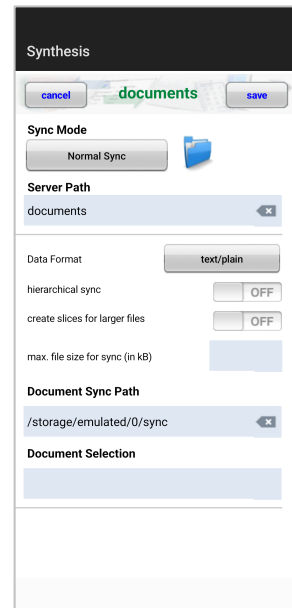 Synthesis
cancel documents save
Sync Mode
Normal Sync
Server Path
documents
Data Format text/plain
hierarchical sync OFF
create slices for larger files OFF
max. file size for sync (in kB)
Document Sync Path
/storage/emulated/0/sync
Document Selection